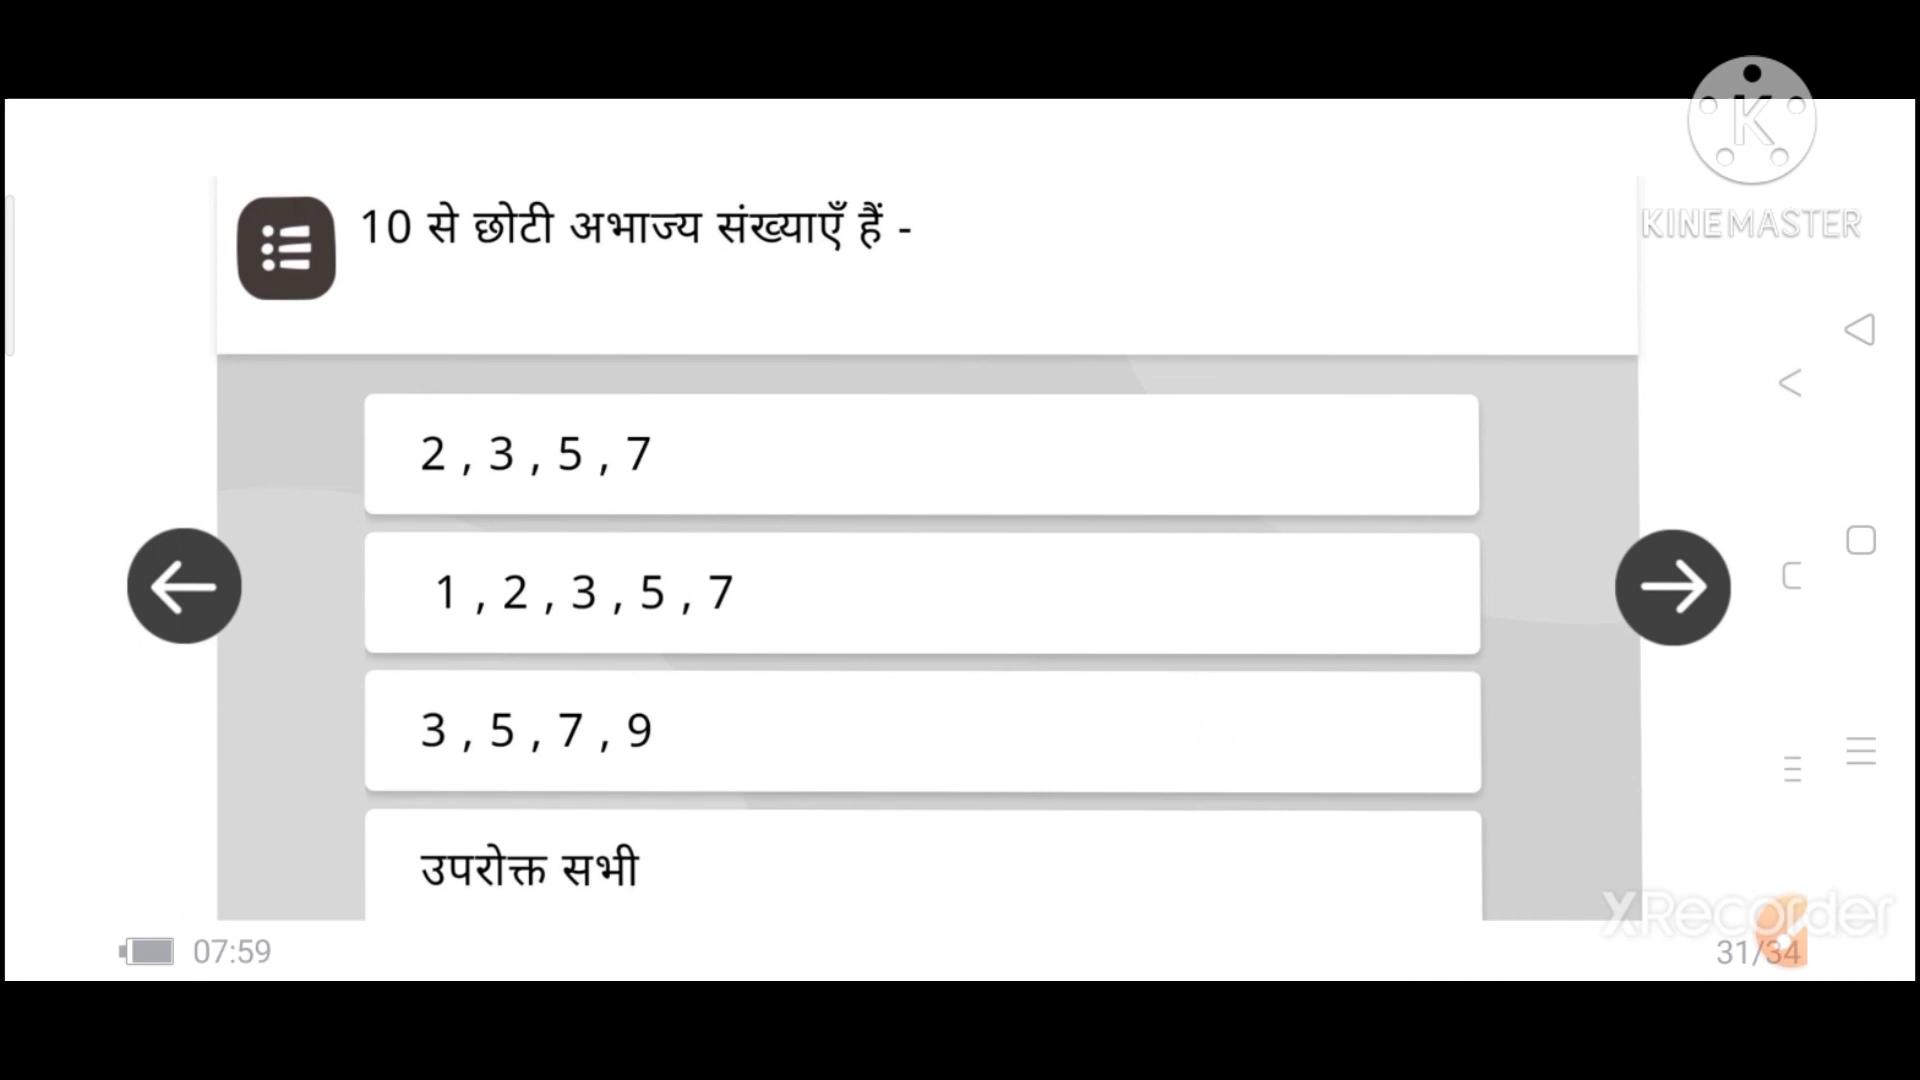 KINEMASTER
10 से छोटी अभाज्य संख्याएँ हैं -
2 , 3 , 5 , 7
1 , 2 , 3 , 5 , 7
3 , 5 , 7 , 9
उपरोक्त सभी
XRecorder
07:59
31/34